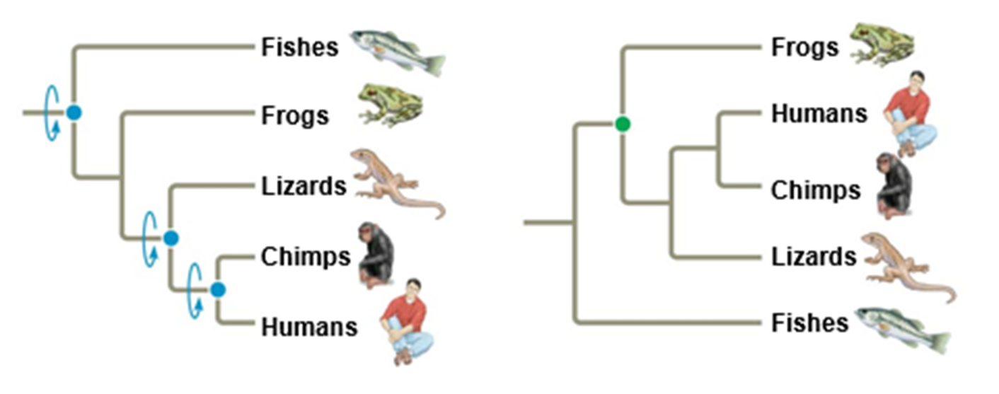 Fishes
Frogs
Lizards
Chimps
Humans
Frogs
Humans
Chimps
Lizards
Fishes